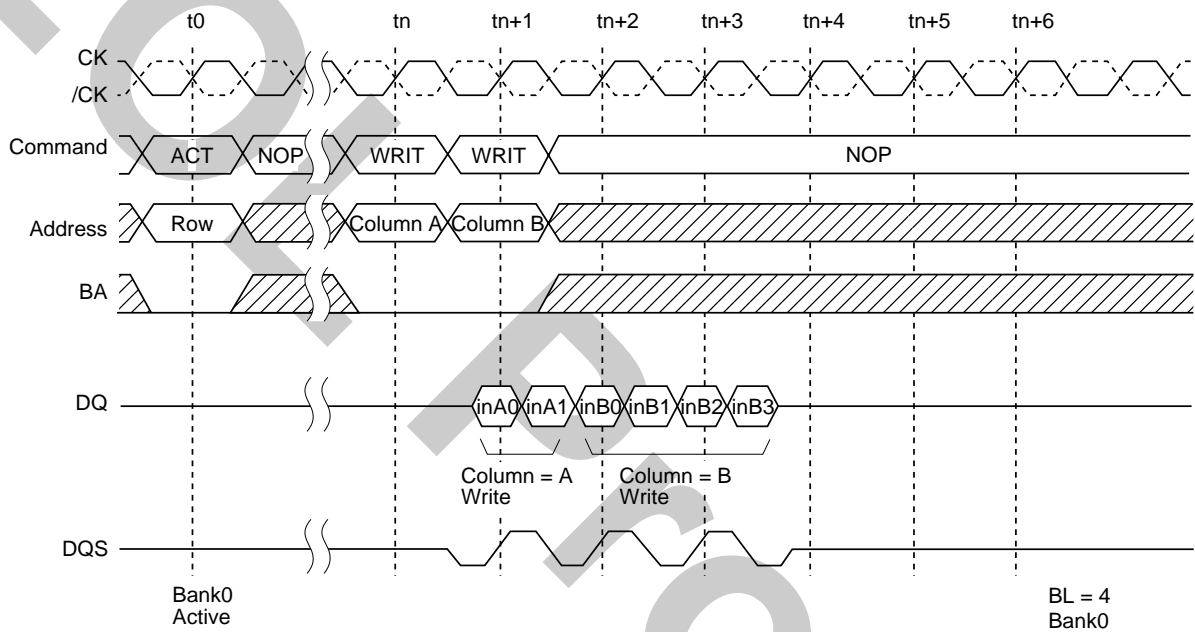 t0 tn tn+1 tn+2 tn+3 tn+4 tn+5 tn+6
CK
/CK
Command ACT NOP WRIT WRIT NOP
Address Row Column A Column B
BA
DQ inA0 inA1 inB0 inB1 inB2 inB3
Column = A Column = B
Write Write
DQS
Bank0 BL = 4
Active Bank0